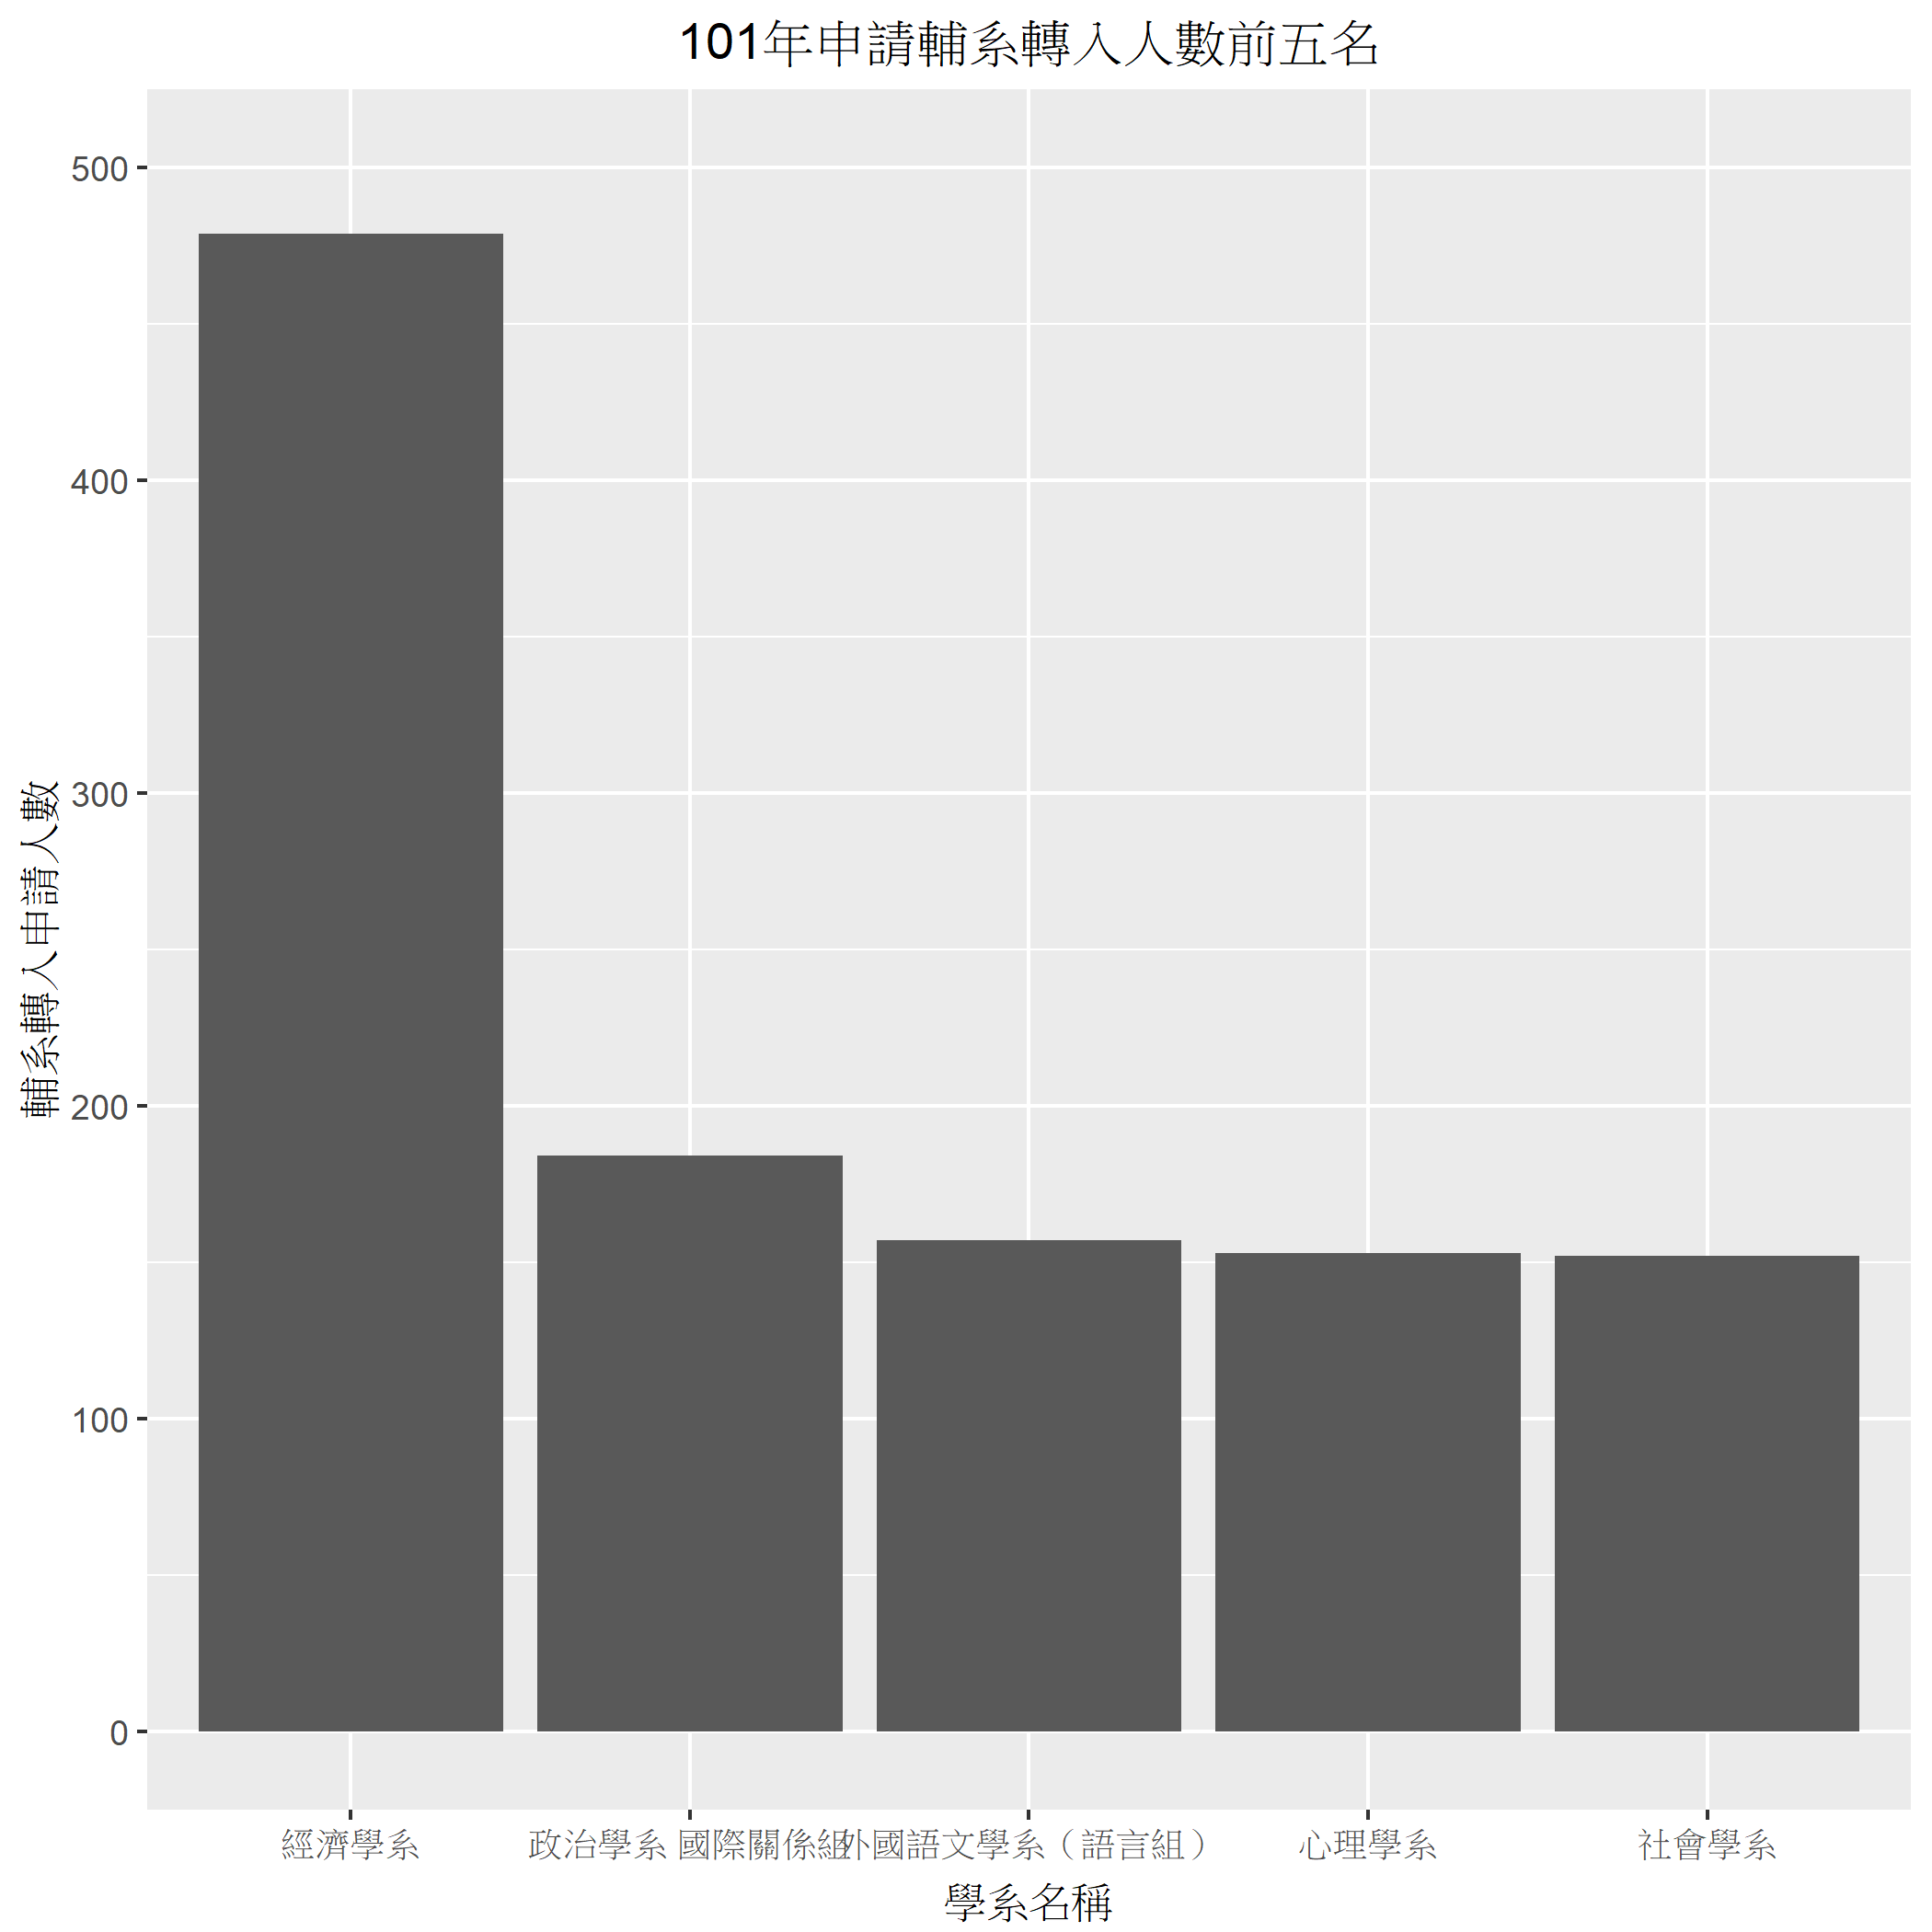 101年申請輔系轉入人數前五名
輔系轉入申請人數
500
400
300
200
100
0
經濟學系
政治學系 國際關係組
外國語文學系（語言組）
心理學系
社會學系
學系名稱